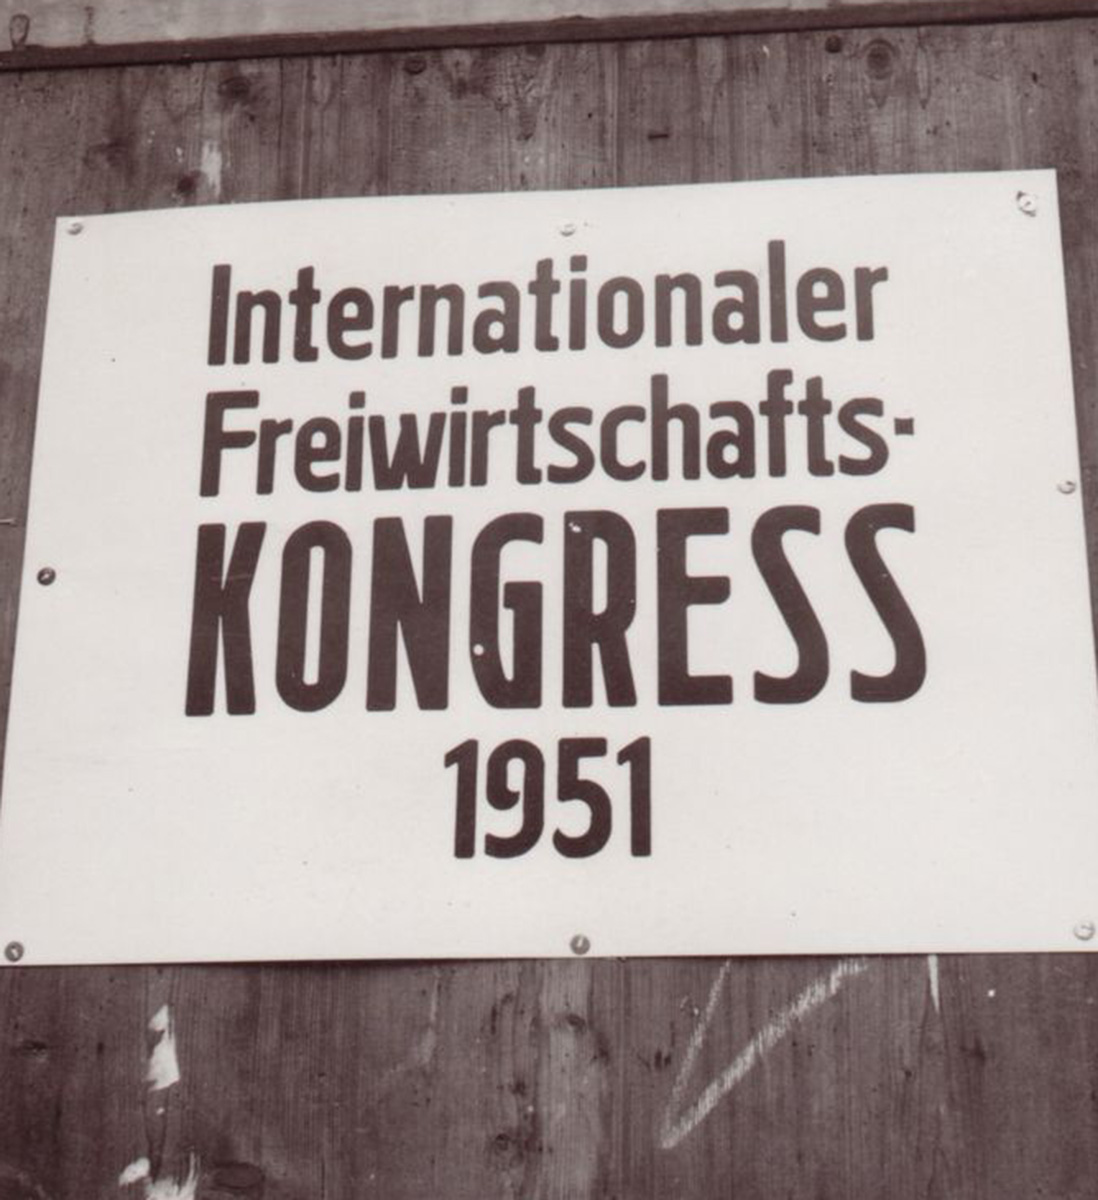 Internationaler
Freiwirtschafts-
KONGRESS
1951